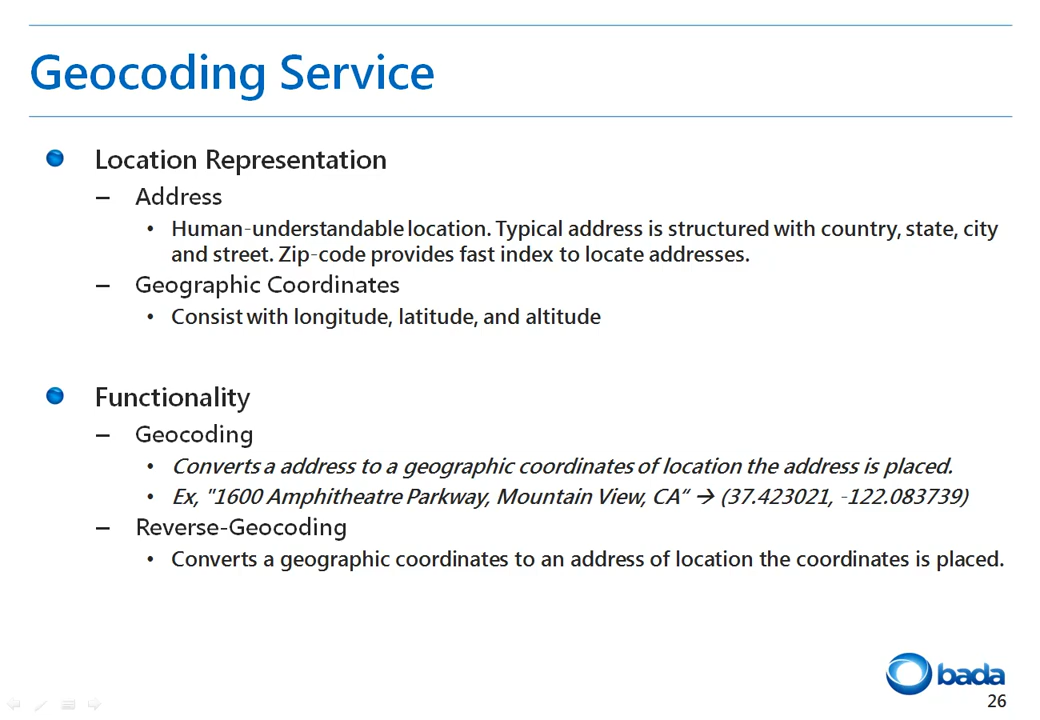 Geocoding Service
Location Representation
– Address
• Human-understandable location. Typical address is structured with country, state, city
and street. Zip-code provides fast index to locate addresses.
– Geographic Coordinates
• Consist with longitude, latitude, and altitude
Functionality
– Geocoding
• Converts a address to a geographic coordinates of location the address is placed.
• Ex, "1600 Amphitheatre Parkway, Mountain View, CA“ → (37.423021, -122.083739)
– Reverse-Geocoding
• Converts a geographic coordinates to an address of location the coordinates is placed.
bada
26